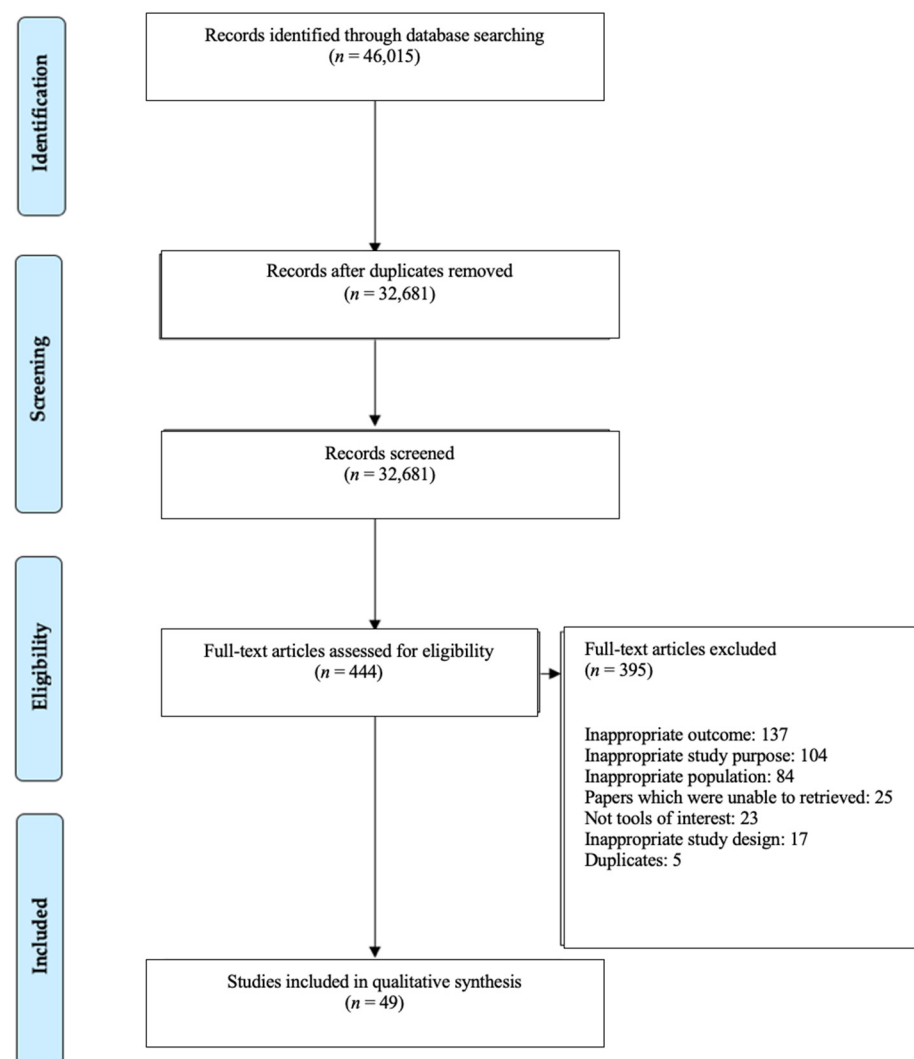 Identification
Records identified through database searching
(n = 46,015)
Screening
Records after duplicates removed
(n = 32,681)
Records screened
(n = 32,681)
Eligibility
Full-text articles assessed for eligibility
(n = 444)
Full-text articles excluded
(n = 395)
Inappropriate outcome: 137
Inappropriate study purpose: 104
Inappropriate population: 84
Papers which were unable to retrieved: 25
Not tools of interest: 23
Inappropriate study design: 17
Duplicates: 5
Included
Studies included in qualitative synthesis
(n = 49)